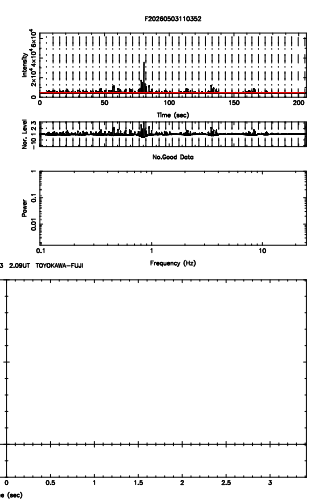 F20260503110352
Intensity
0 2×10⁴ 4×10⁴ 6×10⁴
0 50 100 150 200
Time (sec)
Nor. Level
-1 0 1 2 3
No.Good Data
Power
0.01 0.1 1
0.1 1 10
Frequency (Hz)
3 2.09UT TOYOKAWA-FUJI
0 0.5 1 1.5 2 2.5 3
e (sec)